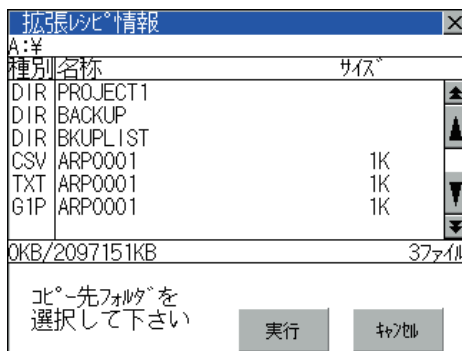 拡張ﾚｼﾋﾟ情報
A:¥
種別 名称 ｻｲｽﾞ
DIR PROJECT1
DIR BACKUP
DIR BKUPLIST
CSV ARP0001 1K
TXT ARP0001 1K
G1P ARP0001 1K
0KB/2097151KB 3ﾌｧｲﾙ
ｺﾋﾟｰ先ﾌｫﾙﾀﾞを
選択して下さい
実行 ｷｬﾝｾﾙ